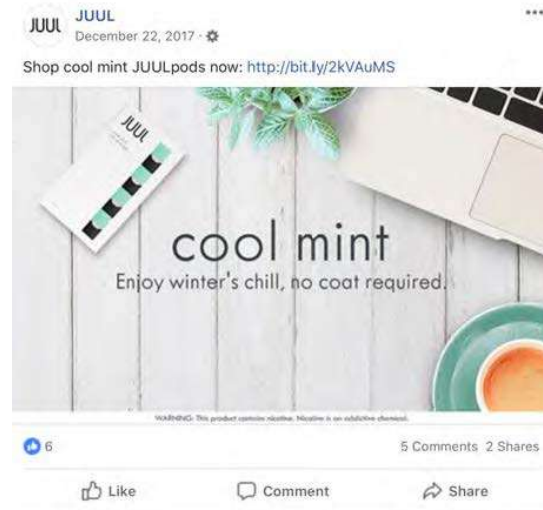 JUUL
JUUL
December 22, 2017 ·
Shop cool mint JUULpods now: http://bit.ly/2kVAuMS
JUUL
cool mint
Enjoy winter's chill, no coat required.
WARNING: This product contains nicotine. Nicotine is an addictive chemical.
6
5 Comments 2 Shares
Like
Comment
Share